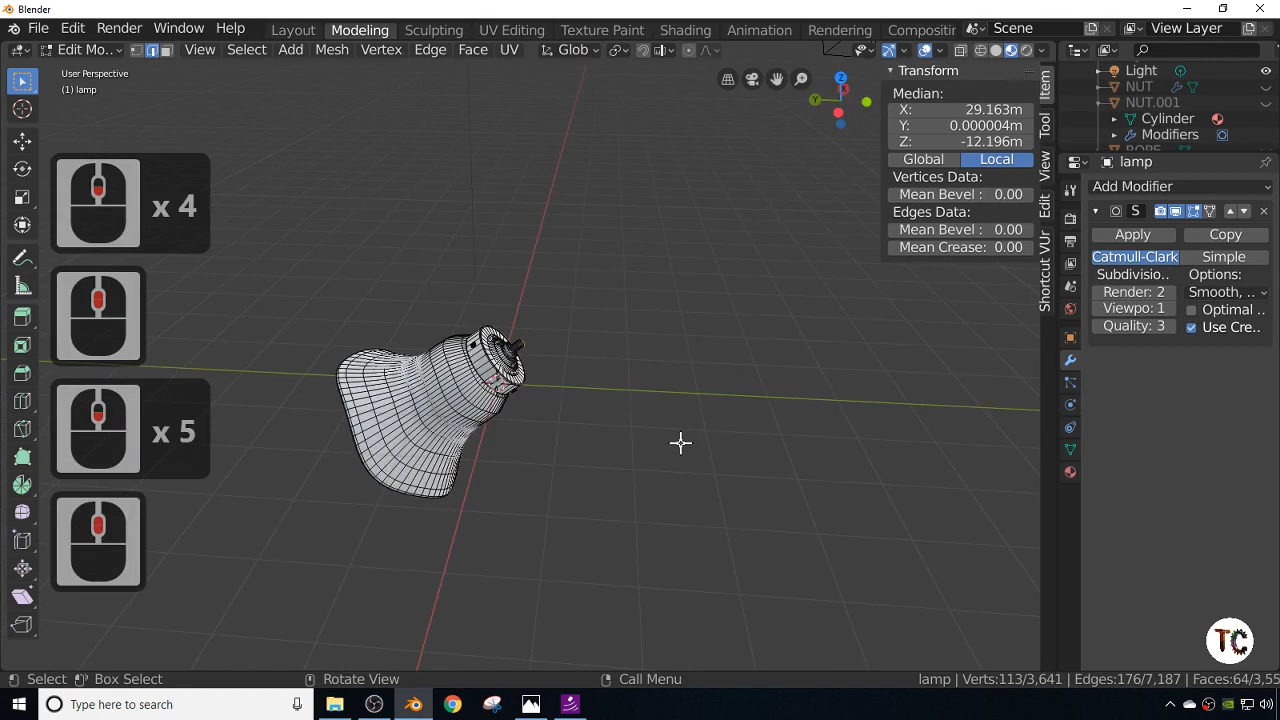 Blender
File Edit Render Window Help Layout Modeling Sculpting UV Editing Texture Paint Shading Animation Rendering Compositir Scene View Layer
Edit Mo... View Select Add Mesh Vertex Edge Face UV Glob
User Perspective
(1) lamp
x 4
x 5
Z
X
Y
Transform
Median:
X: 29.163m
Y: 0.000004m
Z: -12.196m
Global Local
Vertices Data:
Mean Bevel : 0.00
Edges Data:
Mean Bevel : 0.00
Mean Crease: 0.00
Item
Tool
View
Edit
Shortcut VUr
Light
NUT
NUT.001
Cylinder
Modifiers
lamp
Add Modifier
S
Apply Copy
Catmull-Clark Simple
Subdivisio.. Options:
Render: 2 Smooth, ..
Viewpo: 1 Optimal ..
Quality: 3 Use Cre..
TC
Select Box Select Rotate View Call Menu lamp | Verts:113/3,641 | Edges:176/7,187 | Faces:64/3,55
Type here to search